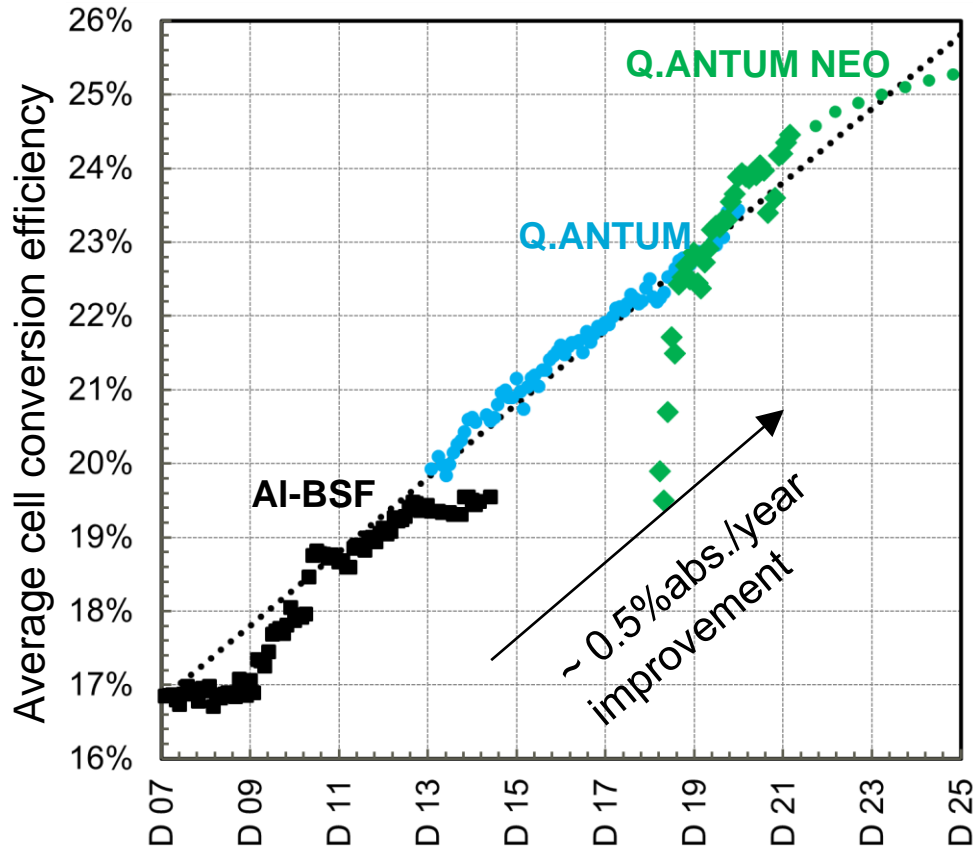 Average cell conversion efficiency
26%
25%
24%
23%
22%
21%
20%
19%
18%
17%
16%
Q.ANTUM NEO
Q.ANTUM
Al-BSF
~ 0.5%abs./year
improvement
D 07
D 09
D 11
D 13
D 15
D 17
D 19
D 21
D 23
D 25